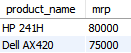 product_name mrp
HP 241H 80000
Dell AX420 75000